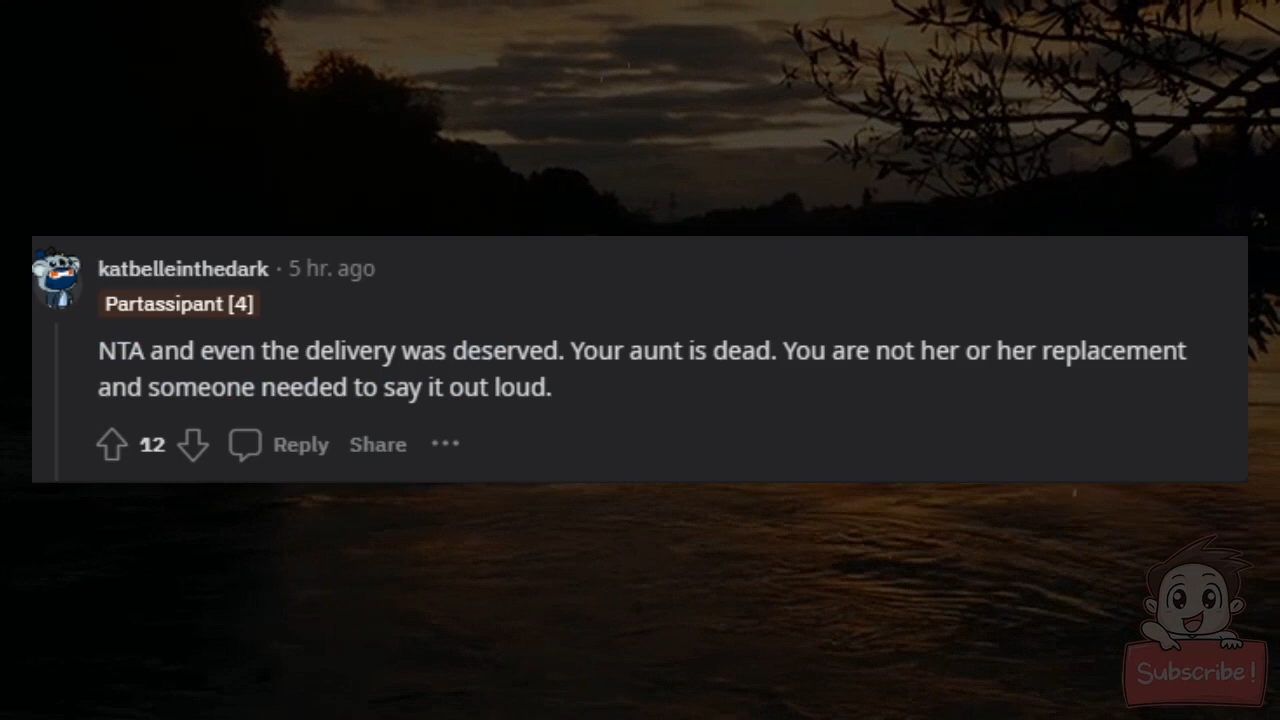 katbelleinthedark · 5 hr. ago
Partassipant [4]
NTA and even the delivery was deserved. Your aunt is dead. You are not her or her replacement
and someone needed to say it out loud.
12 Reply Share ···
Subscribe!